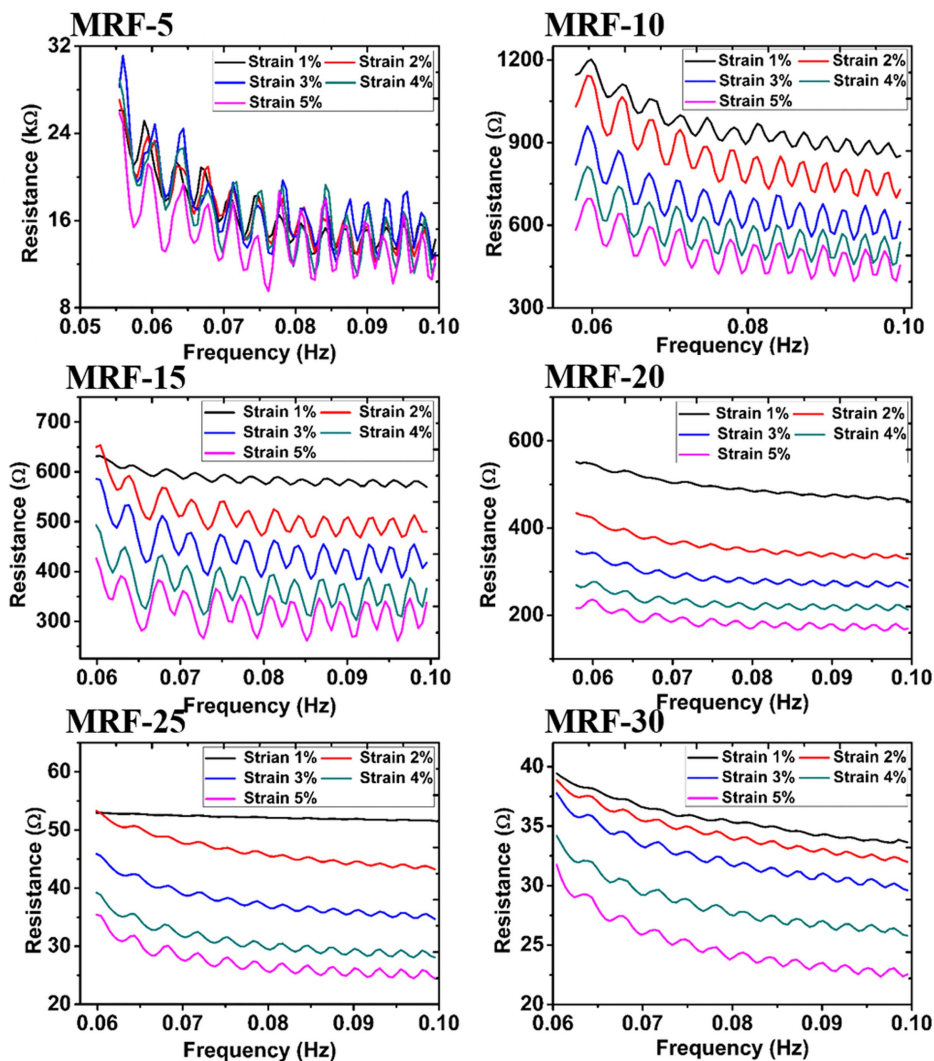 MRF-5
32
24
16
8
Resistance (kΩ)
Strain 1% Strain 2%
Strain 3% Strain 4%
Strain 5%
0.05 0.06 0.07 0.08 0.09 0.10
Frequency (Hz)
MRF-10
1200
900
600
300
Resistance (Ω)
Strain 1% Strain 2%
Strain 3% Strain 4%
Strain 5%
0.06 0.08 0.10
Frequency (Hz)
MRF-15
700
600
500
400
300
Resistance (Ω)
Strain 1% Strain 2%
Strain 3% Strain 4%
Strain 5%
0.06 0.07 0.08 0.09 0.10
Frequency (Hz)
MRF-20
600
400
200
Resistance (Ω)
Strain 1% Strain 2%
Strain 3% Strain 4%
Strain 5%
0.06 0.07 0.08 0.09 0.10
Frequency (Hz)
MRF-25
60
50
40
30
20
Resistance (Ω)
Strian 1% Strain 2%
Strain 3% Strain 4%
Strain 5%
0.06 0.07 0.08 0.09 0.10
Frequency (Hz)
MRF-30
40
35
30
25
20
Resistance (Ω)
Strain 1% Strain 2%
Strain 3% Strain 4%
Strain 5%
0.06 0.07 0.08 0.09 0.10
Frequency (Hz)